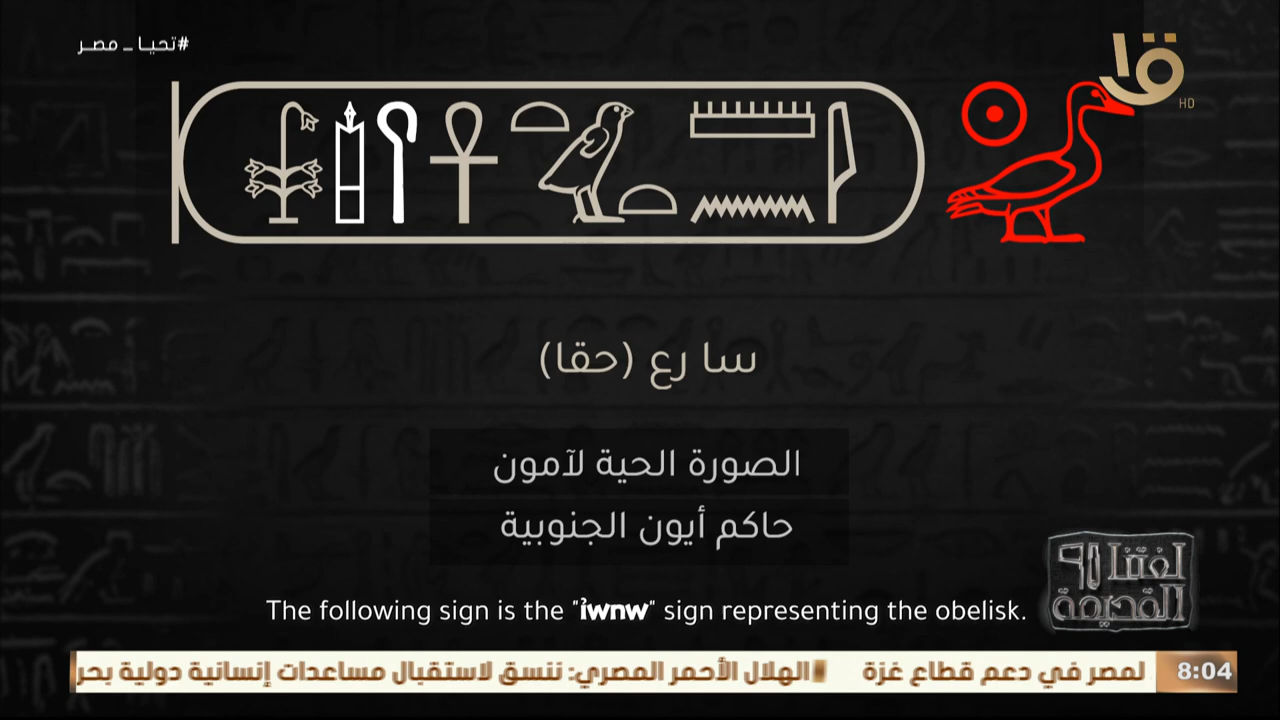 #تحيا_مصر
HD
سا رع (حقا)
الصورة الحية لآمون
حاكم أيون الجنوبية
The following sign is the "ỉwnw" sign representing the obelisk.
لغتنا القديمة
8:04 لمصر في دعم قطاع غزة الهلال الأحمر المصري: ننسق لاستقبال مساعدات إنسانية دولية بحر